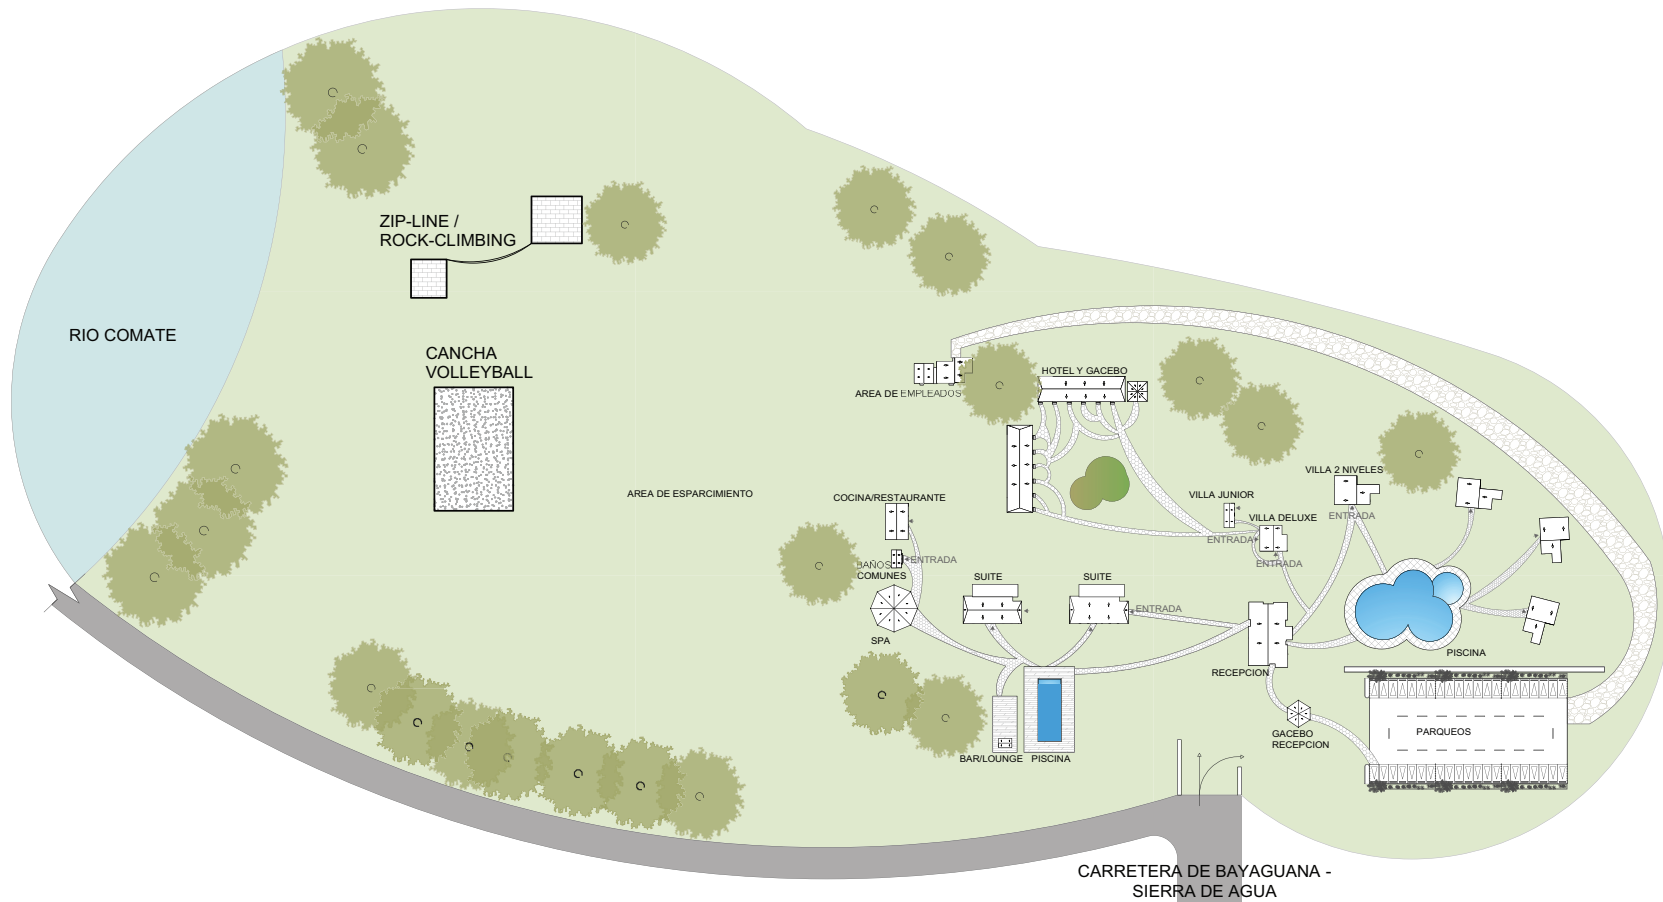 ZIP-LINE /
ROCK-CLIMBING
RIO COMATE
CANCHA
VOLLEYBALL
AREA DE EMPLEADOS
HOTEL Y GACEBO
AREA DE ESPARCIMIENTO
COCINA/RESTAURANTE
BAÑOS
COMUNES
ENTRADA
SPA
SUITE
SUITE
ENTRADA
VILLA JUNIOR
VILLA DELUXE
ENTRADA
ENTRADA
VILLA 2 NIVELES
ENTRADA
PISCINA
RECEPCION
GACEBO
RECEPCION
PARQUEOS
BAR/LOUNGE
PISCINA
CARRETERA DE BAYAGUANA -
SIERRA DE AGUA